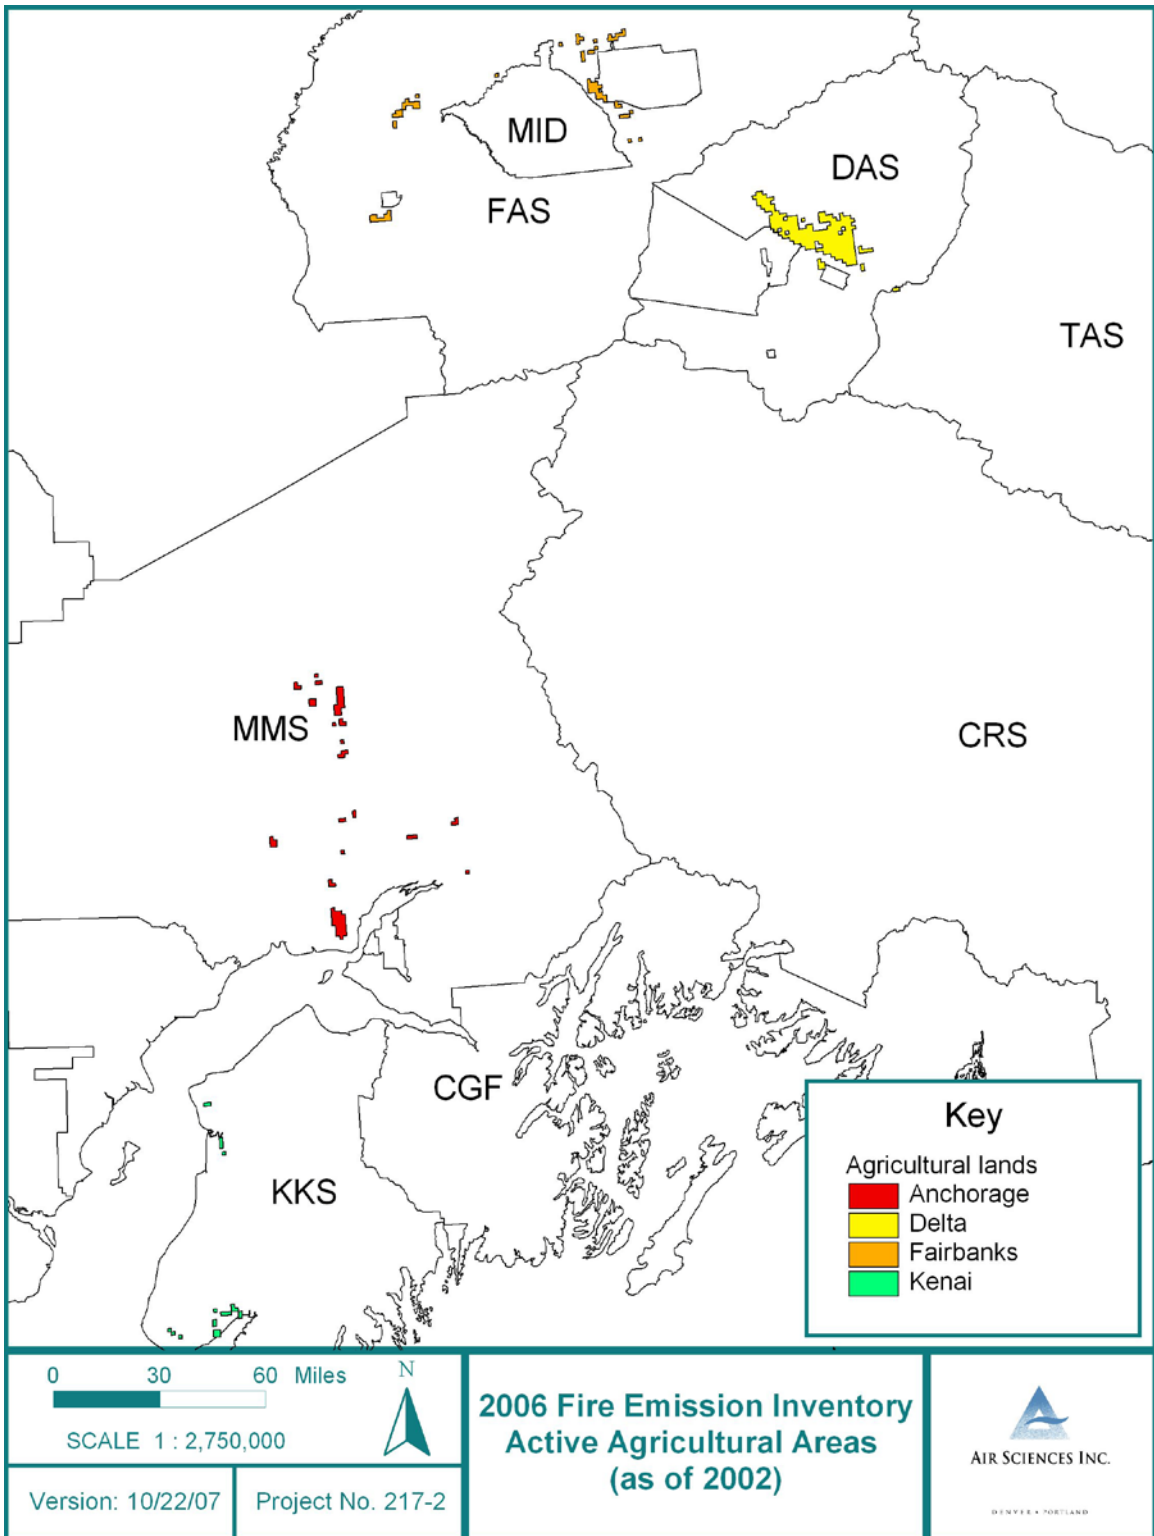 MID
DAS
FAS
TAS
MMS
CRS
CGF
KKS
Key
Agricultural lands
Anchorage
Delta
Fairbanks
Kenai
0 30 60 Miles
SCALE 1 : 2,750,000
N
Version: 10/22/07
Project No. 217-2
2006 Fire Emission Inventory
Active Agricultural Areas
(as of 2002)
AIR SCIENCES INC.
DENVER • PORTLAND